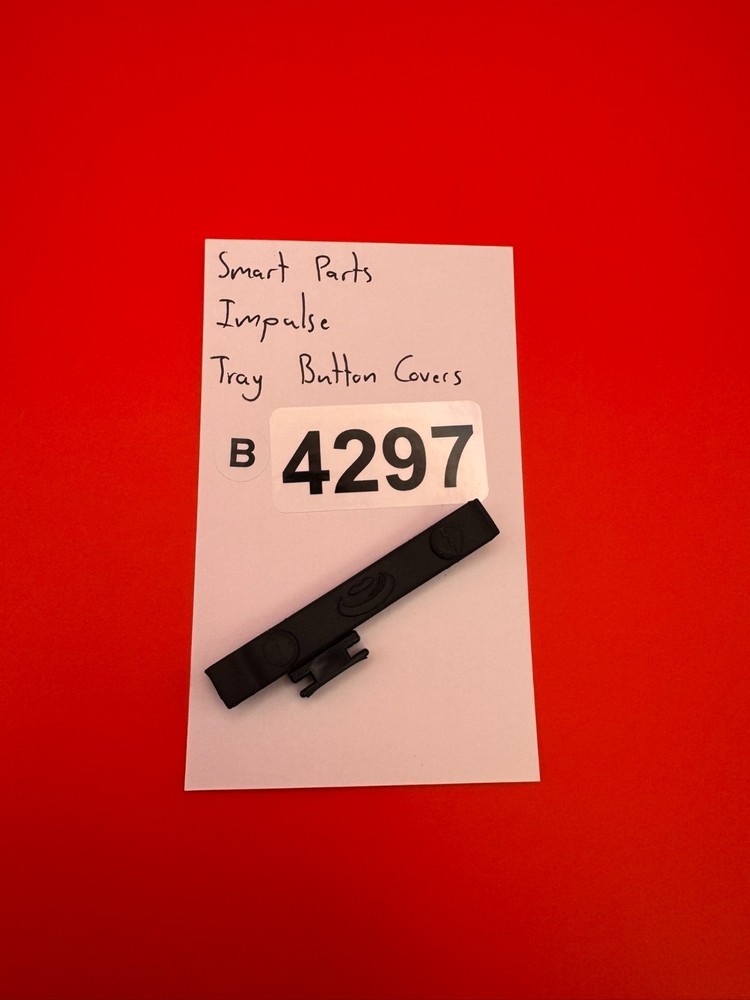 Smart Parts
Impulse
Tray Button Covers
B 4297